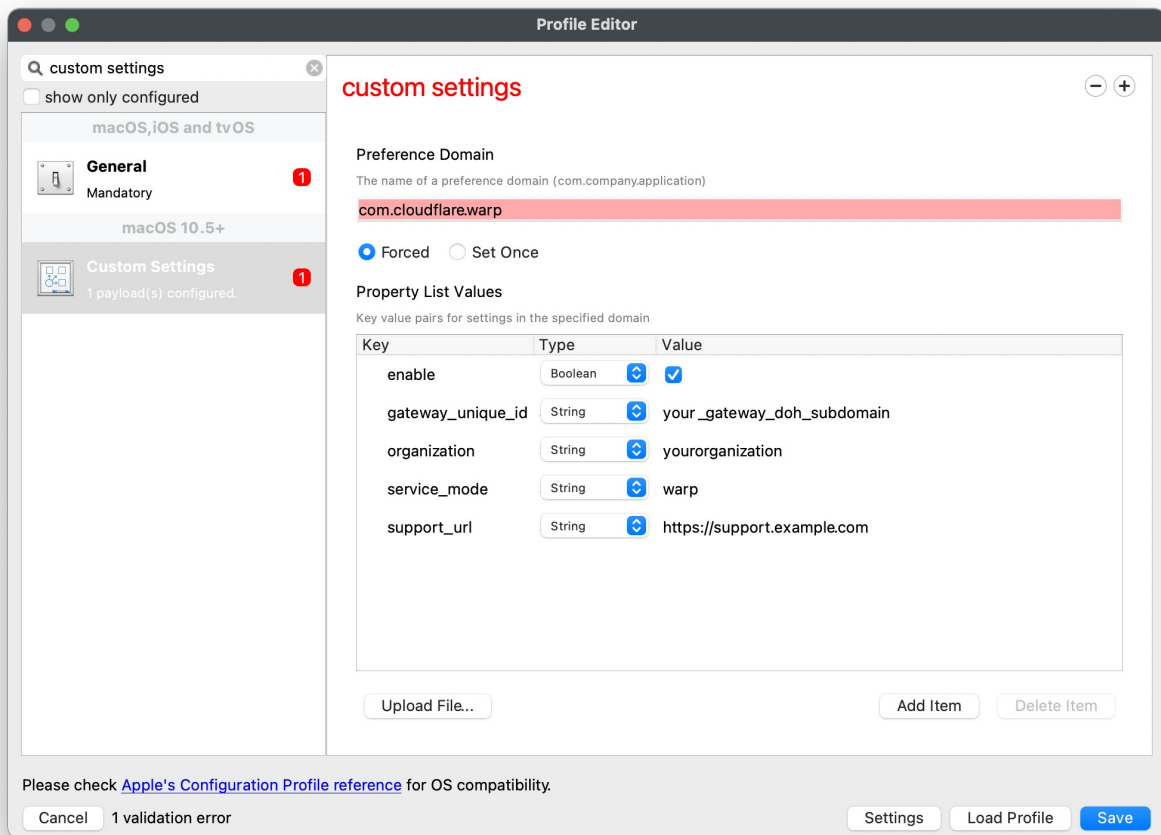 Profile Editor
custom settings
show only configured
macOS,iOS and tvOS
General
Mandatory
1
macOS 10.5+
Custom Settings
1 payload(s) configured.
1
custom settings
Preference Domain
The name of a preference domain (com.company.application)
com.cloudflare.warp
Forced Set Once
Property List Values
Key value pairs for settings in the specified domain
Key Type Value
enable Boolean
gateway_unique_id String your_gateway_doh_subdomain
organization String yourorganization
service_mode String warp
support_url String https://support.example.com
Upload File... Add Item Delete Item
Please check Apple's Configuration Profile reference for OS compatibility.
Cancel 1 validation error Settings Load Profile Save